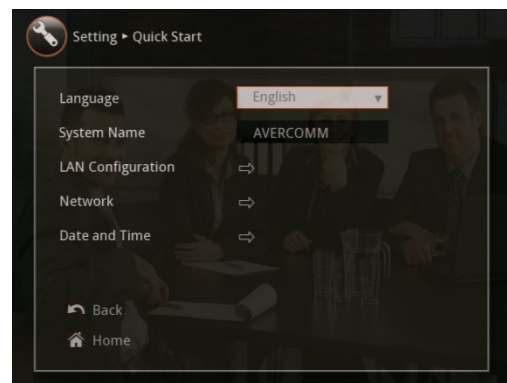 Setting ▸ Quick Start
Language English
System Name AVERCOMM
LAN Configuration
Network
Date and Time
Back
Home